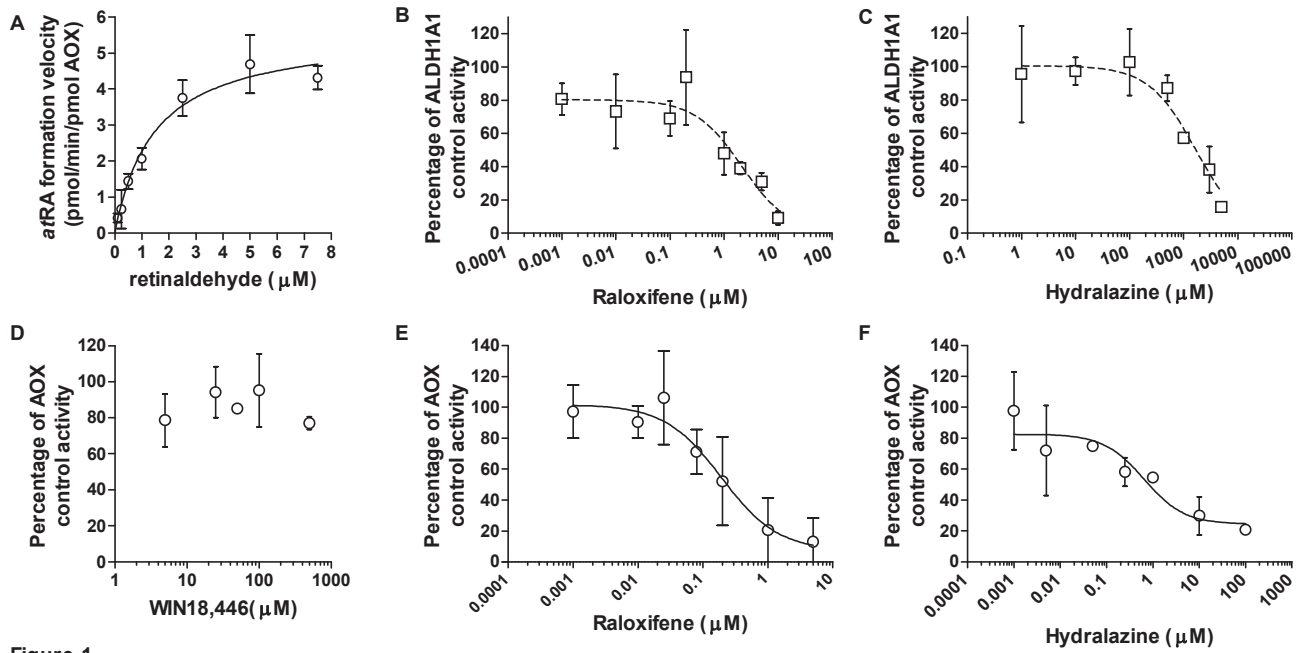 A
atRA formation velocity
(pmol/min/pmol AOX)
6
5
4
3
2
1
0
0 1 2 3 4 5 6 7 8
retinaldehyde ( μM)
B
Percentage of ALDH1A1
control activity
120
100
80
60
40
20
0
0.0001 0.001 0.01 0.1 1 10 100
Raloxifene (μM)
C
Percentage of ALDH1A1
control activity
120
100
80
60
40
20
0
0.1 1 10 100 1000 10000 100000
Hydralazine (μM)
D
Percentage of AOX
control activity
120
100
80
60
40
20
0
1 10 100 1000
WIN18,446(μM)
E
Percentage of AOX
control activity
140
120
100
80
60
40
20
0
0.0001 0.001 0.01 0.1 1 10
Raloxifene (μM)
F
Percentage of AOX
control activity
140
120
100
80
60
40
20
0
0.0001 0.001 0.01 0.1 1 10 100 1000
Hydralazine (μM)